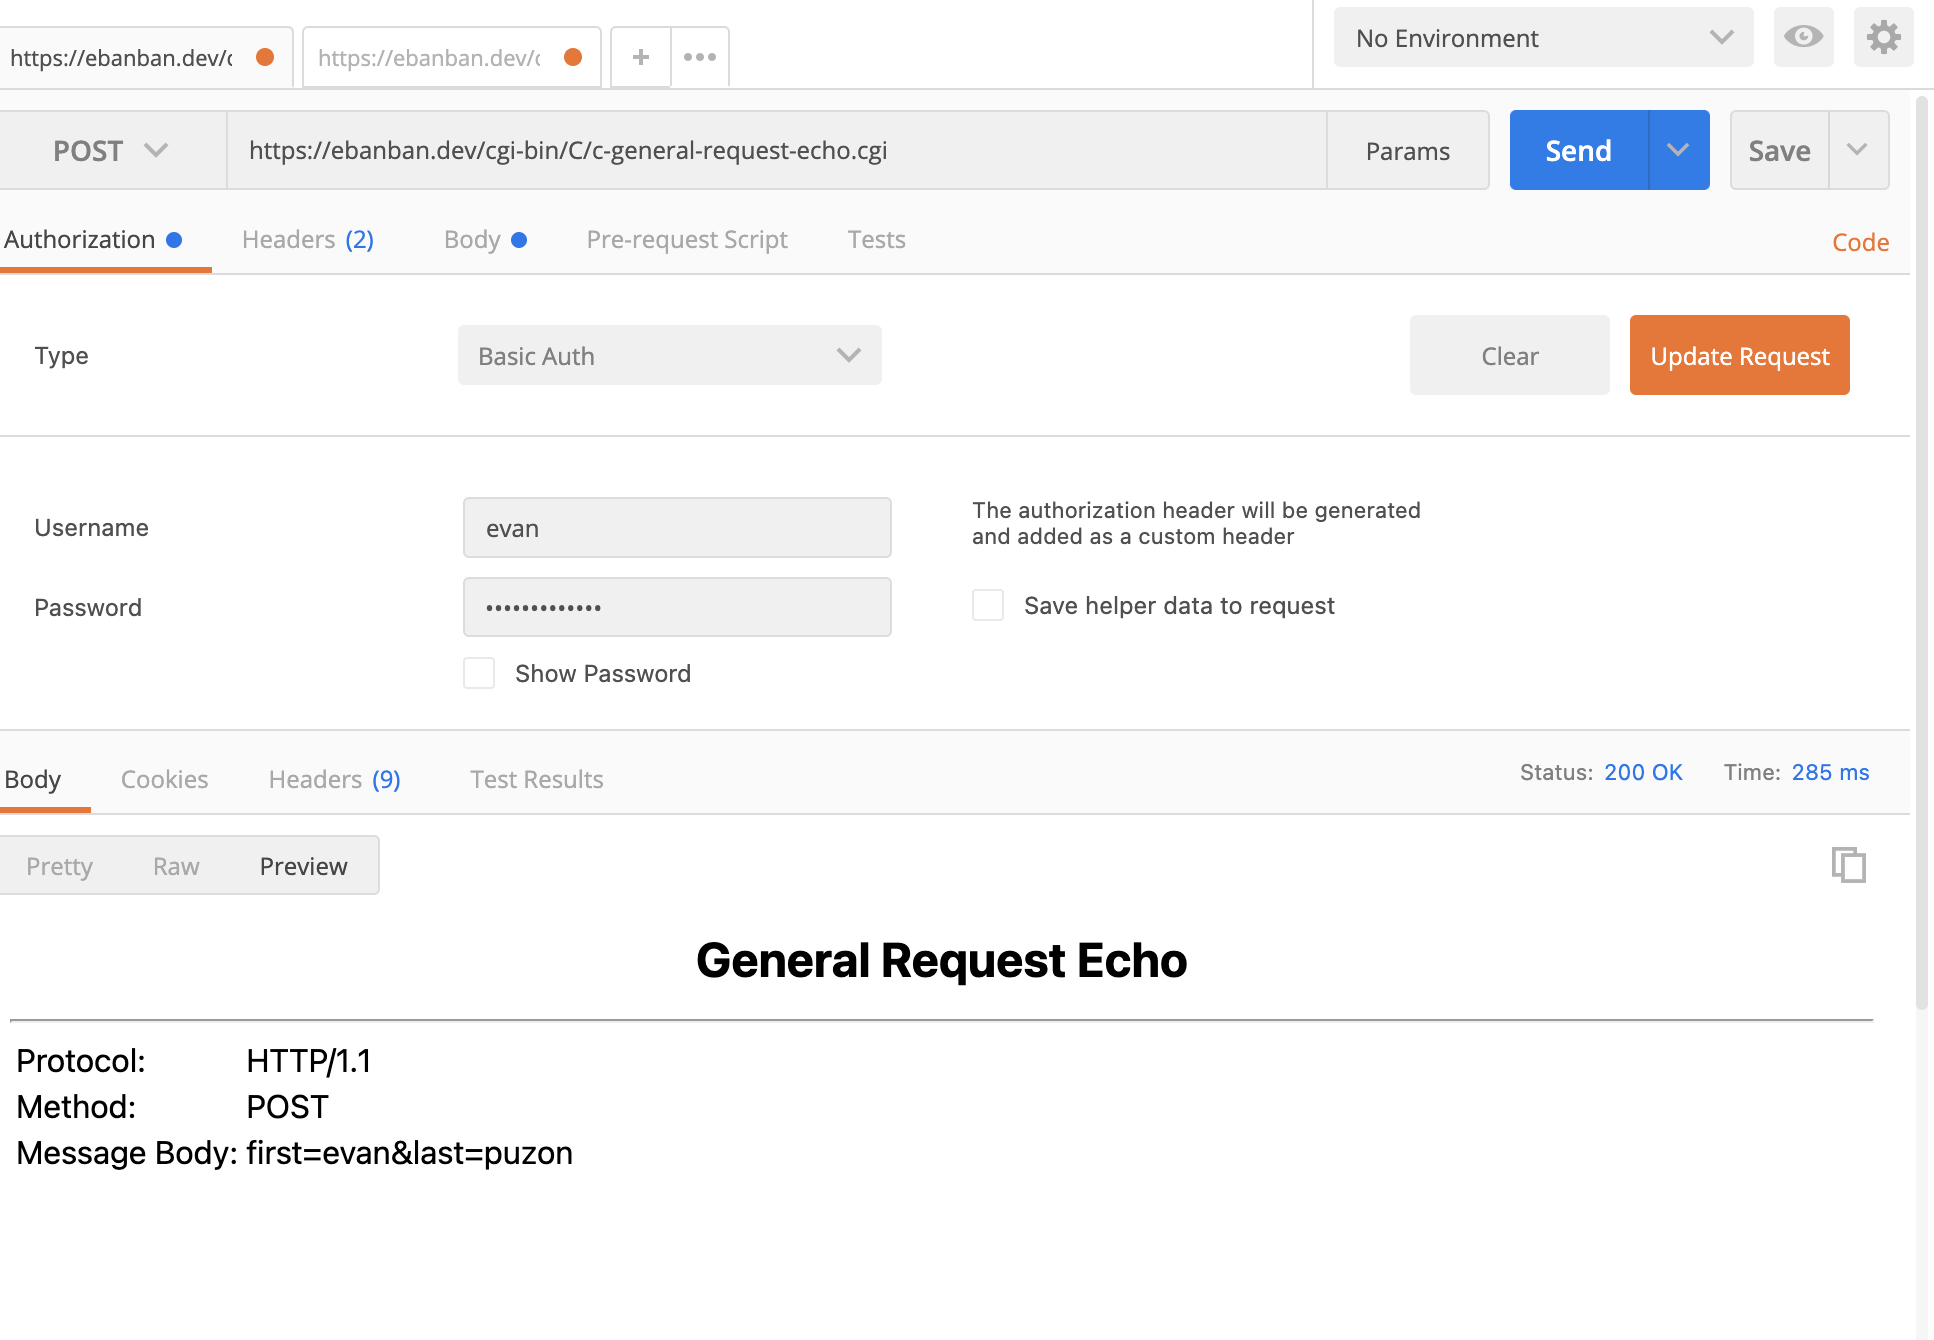 https://ebanban.dev/c
https://ebanban.dev/c
+
No Environment
POST
https://ebanban.dev/cgi-bin/C/c-general-request-echo.cgi
Params
Send
Save
Authorization
Headers (2)
Body
Pre-request Script
Tests
Code
Type
Basic Auth
Clear
Update Request
Username
evan
The authorization header will be generated
and added as a custom header
Password
•••••••••••••
Save helper data to request
Show Password
Body
Cookies
Headers (9)
Test Results
Status: 200 OK
Time: 285 ms
Pretty
Raw
Preview
General Request Echo
Protocol: HTTP/1.1
Method: POST
Message Body: first=evan&last=puzon